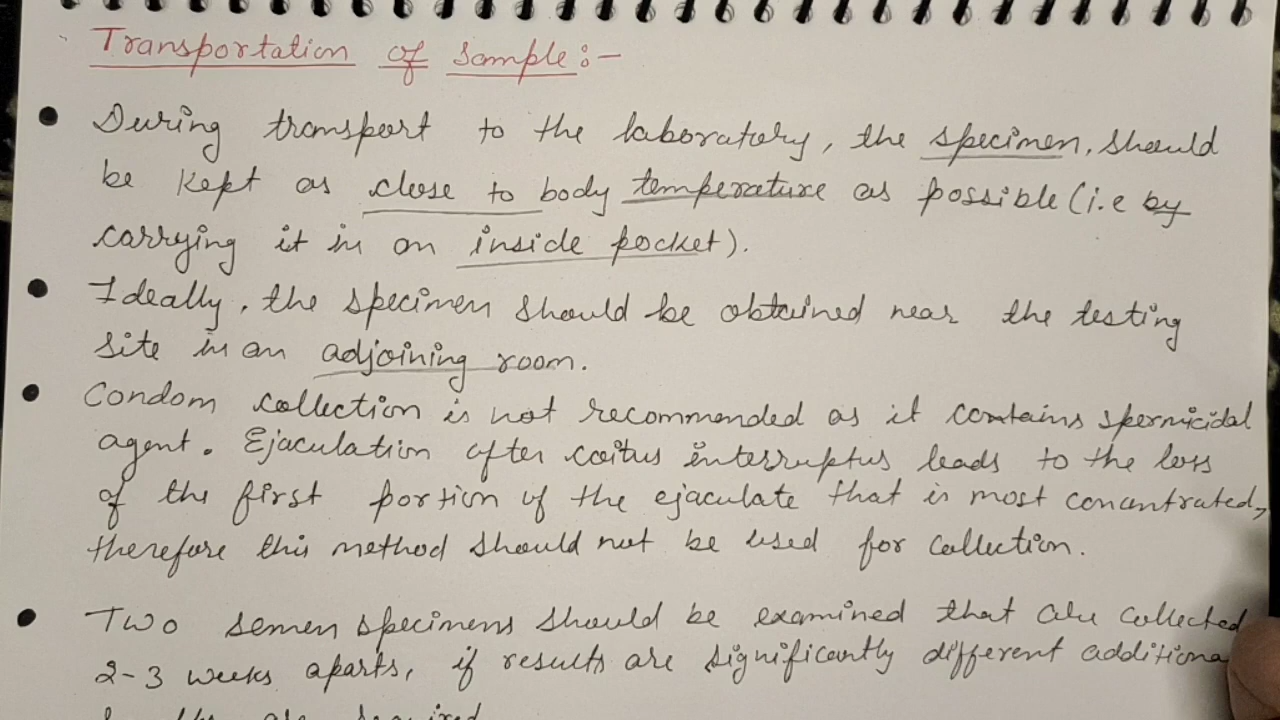 Transportation of Sample:-
During transport to the laboratory, the specimen, should
be kept as close to body temperature as possible (i.e by
carrying it in an inside pocket).
Ideally, the specimen should be obtained near the testing
site in an adjoining room.
Condom collection is not recommended as it contains spermicidal
agent. Ejaculation after coitus interruptus leads to the loss
of the first portion of the ejaculate that is most concentrated,
therefore this method should not be used for collection.
Two semen specimens should be examined that are collected
2-3 weeks aparts, if results are significantly different additiona
are required